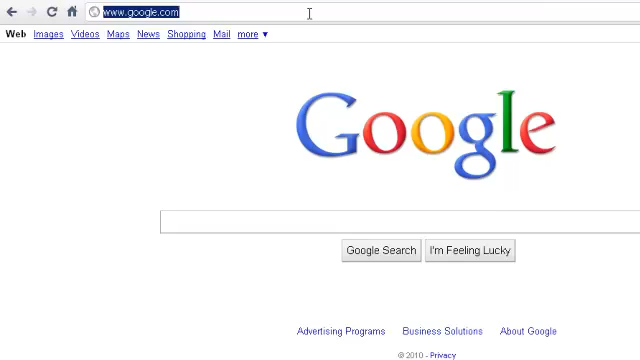 www.google.com
Web Images Videos Maps News Shopping Mail more ▼
Google
Google Search I'm Feeling Lucky
Advertising Programs Business Solutions About Google
© 2010 - Privacy